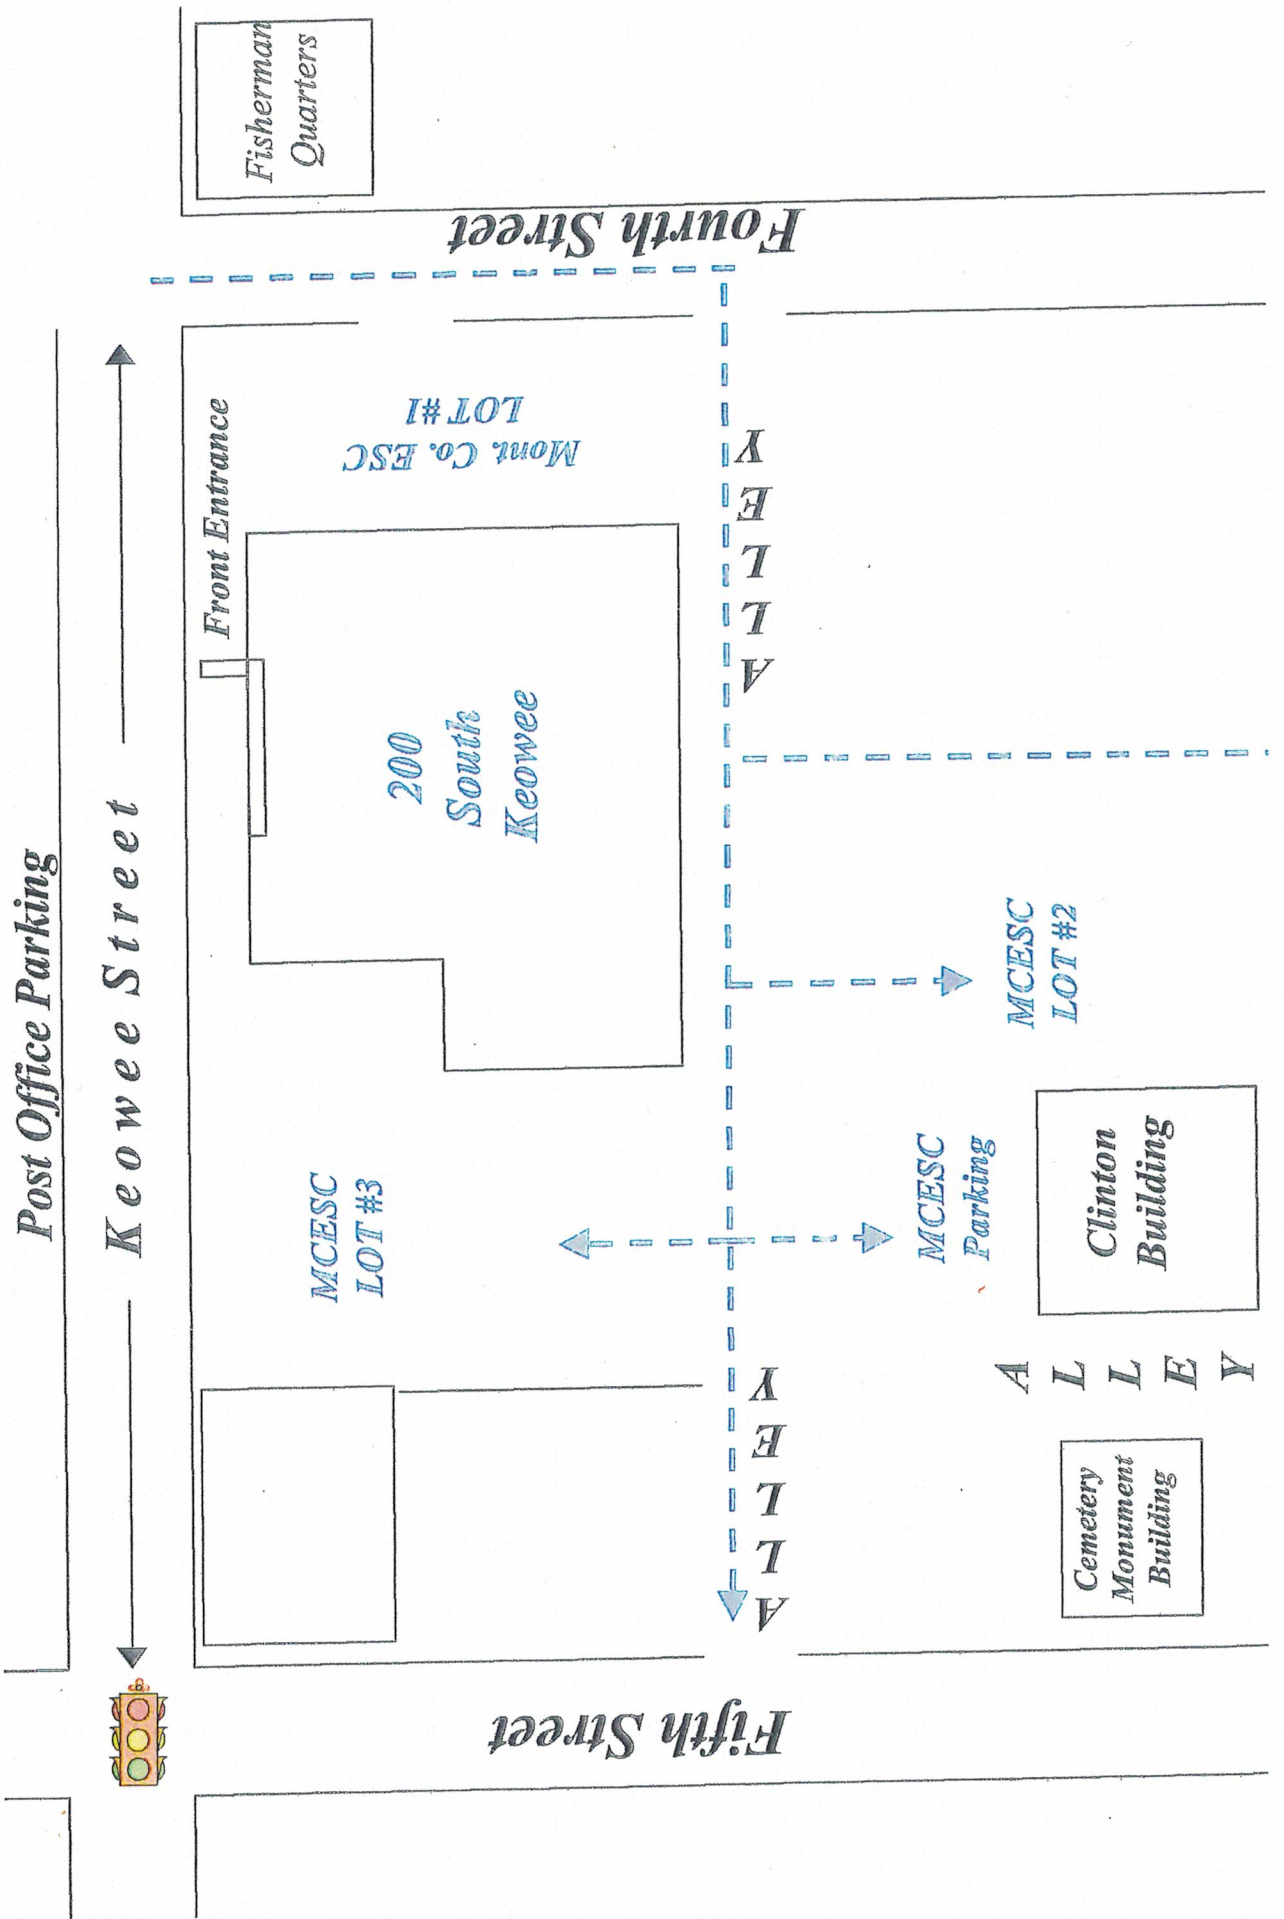 Post Office Parking
Keowee Street
Fisherman
Quarters
Fourth Street
Front Entrance
Mont. Co. ESC
LOT #1
200
South
Keowee
ALLEY
MCESC
LOT #3
MCESC
LOT #2
MCESC
Parking
Clinton
Building
ALLEY
ALLEY
Cemetery
Monument
Building
Fifth Street